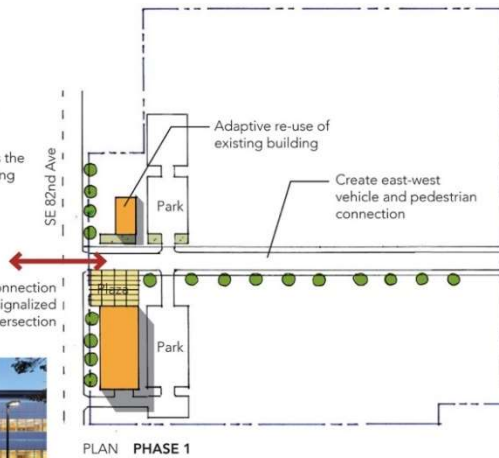 s the
ng
SE 82nd Ave
Adaptive re-use of
existing building
Park
Create east-west
vehicle and pedestrian
connection
onnection
ignalized
ersection
Plaza
Park
PLAN PHASE 1